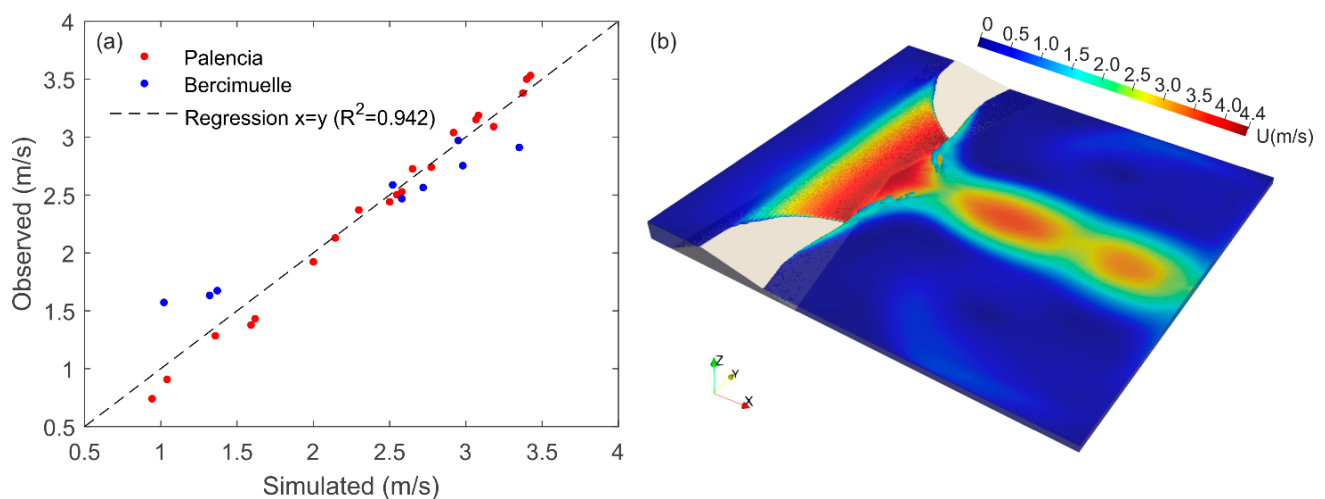 (a)
Palencia
Bercimuelle
Regression x=y (R²=0.942)
4
3.5
3
2.5
2
1.5
1
0.5
Observed (m/s)
0.5
1
1.5
2
2.5
3
3.5
4
Simulated (m/s)
(b)
0
0.5
1.0
1.5
2.0
2.5
3.0
3.5
4.0
4.4
U(m/s)
Z
Y
X